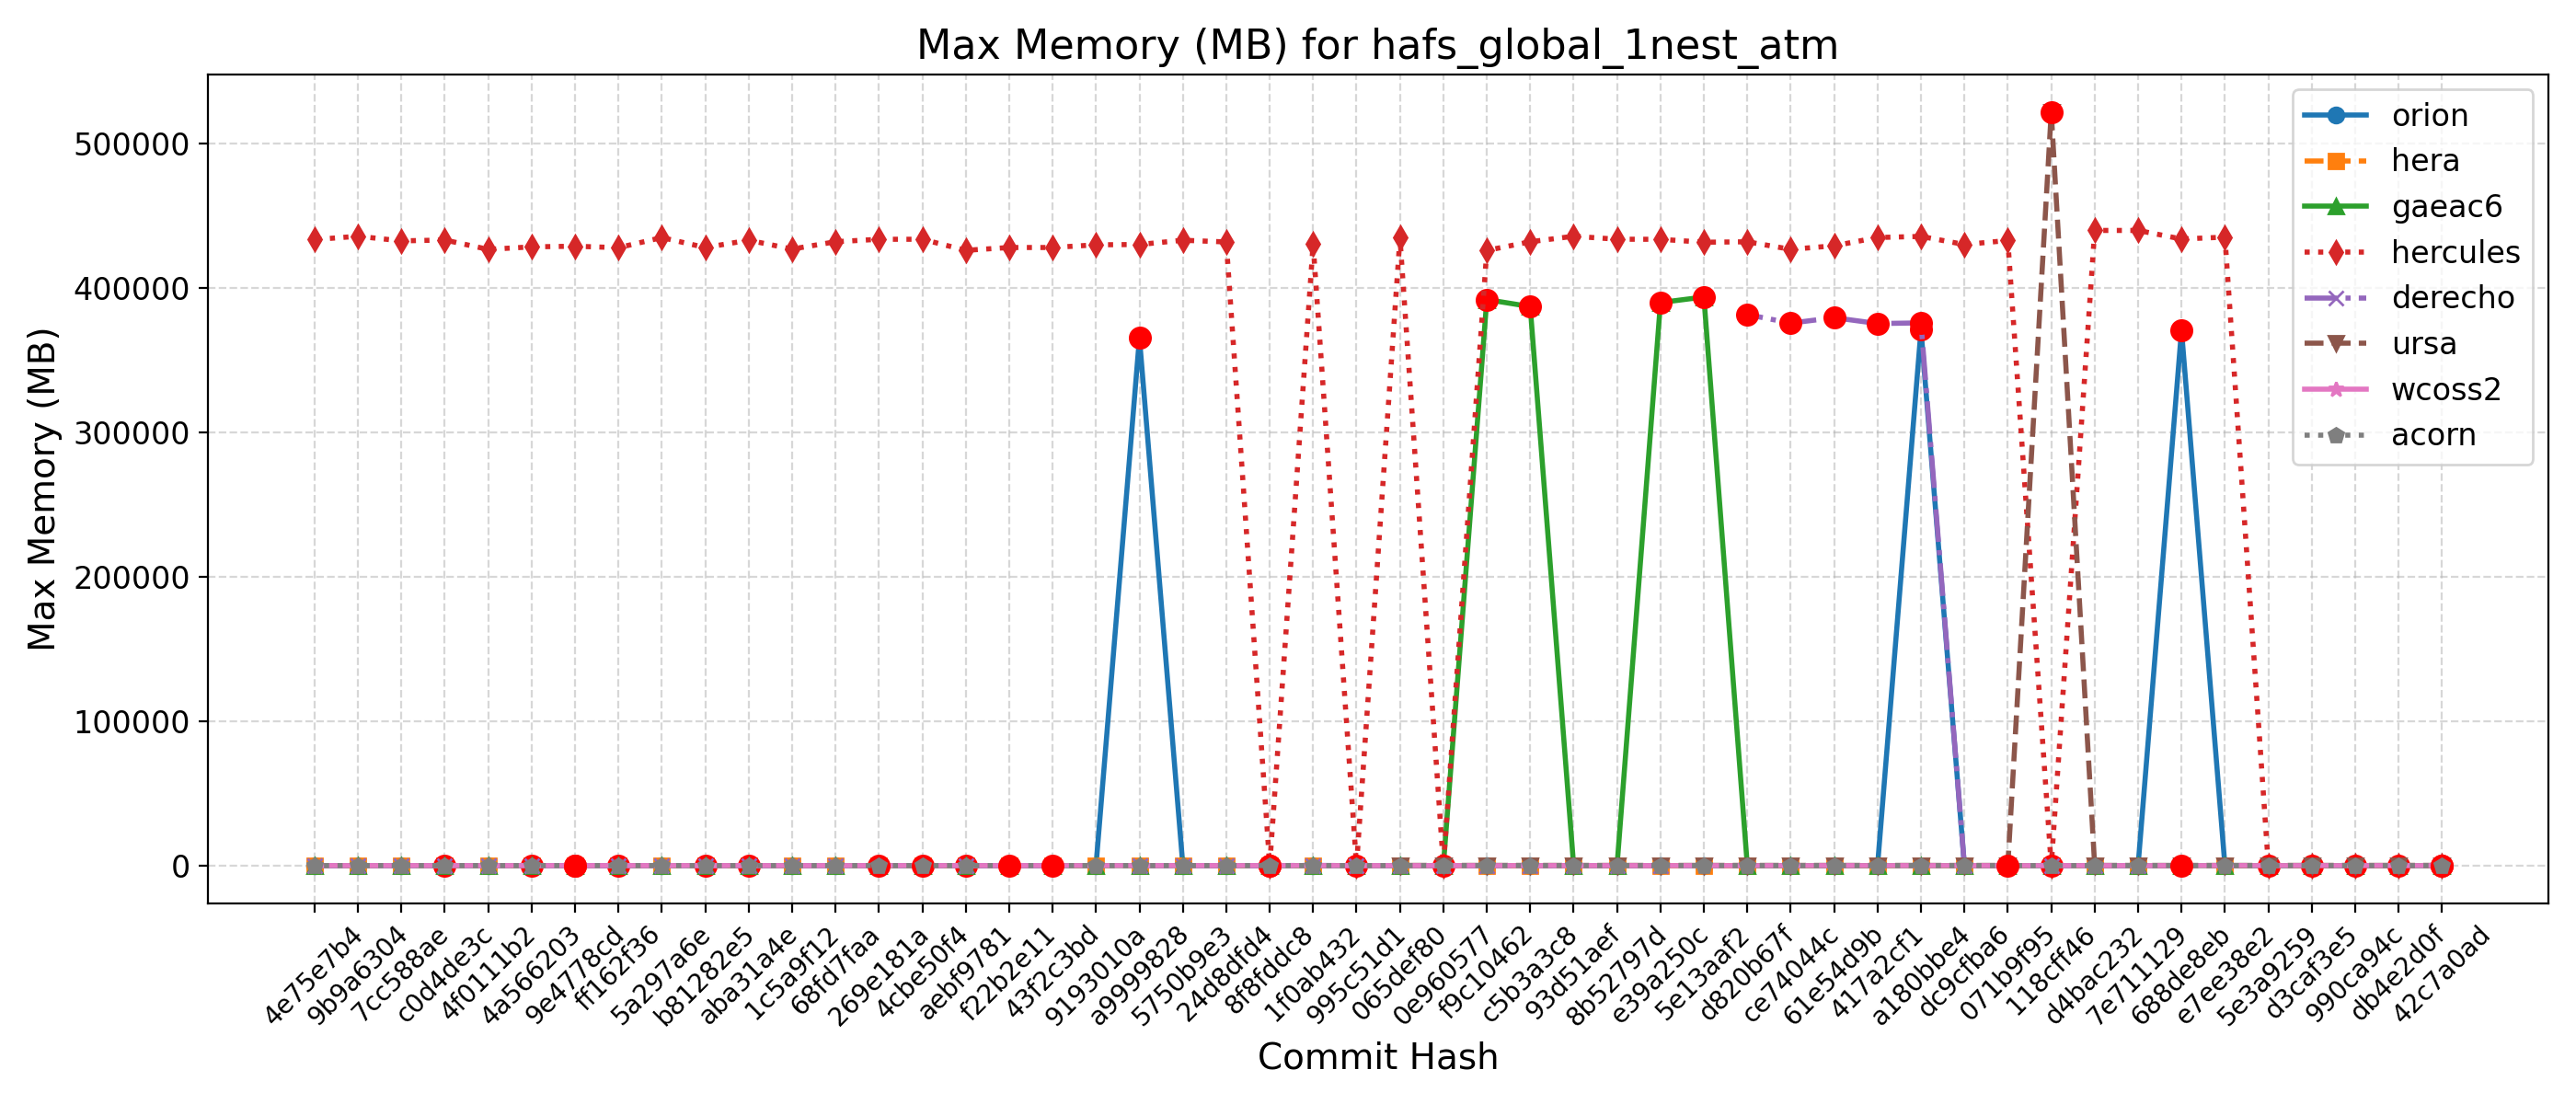 Max Memory (MB) for hafs_global_1nest_atm
Max Memory (MB)
500000
400000
300000
200000
100000
0
orion
hera
gaeac6
hercules
derecho
ursa
wcoss2
acorn
4e75e7b4
9b9a6304
7cc588ae
c0d4de3c
4f0111b2
4a566203
9e4778cd
ff162f36
5a297a6e
b81282e5
aba31a4e
1c5a9f12
68fd7faa
269e181a
4cbe50f4
aebf9781
f22b2e11
43f2c3bd
9193010a
a9999828
5750b9e3
24d8dfd4
8f8fddc8
1f0ab432
995c51d1
065def80
0e960577
f9c10462
c5b3a3c8
93d51aef
8b52797d
e39a250c
5e13aaf2
d820b67f
ce74044c
61e54d9b
417a2cf1
a180bbe4
dc9cfba6
071b9f95
118cff46
d4bac232
7e711129
688de8eb
e7ee38e2
5e3a9259
d3caf3e5
990ca94c
db4e2d0f
42c7a0ad
Commit Hash